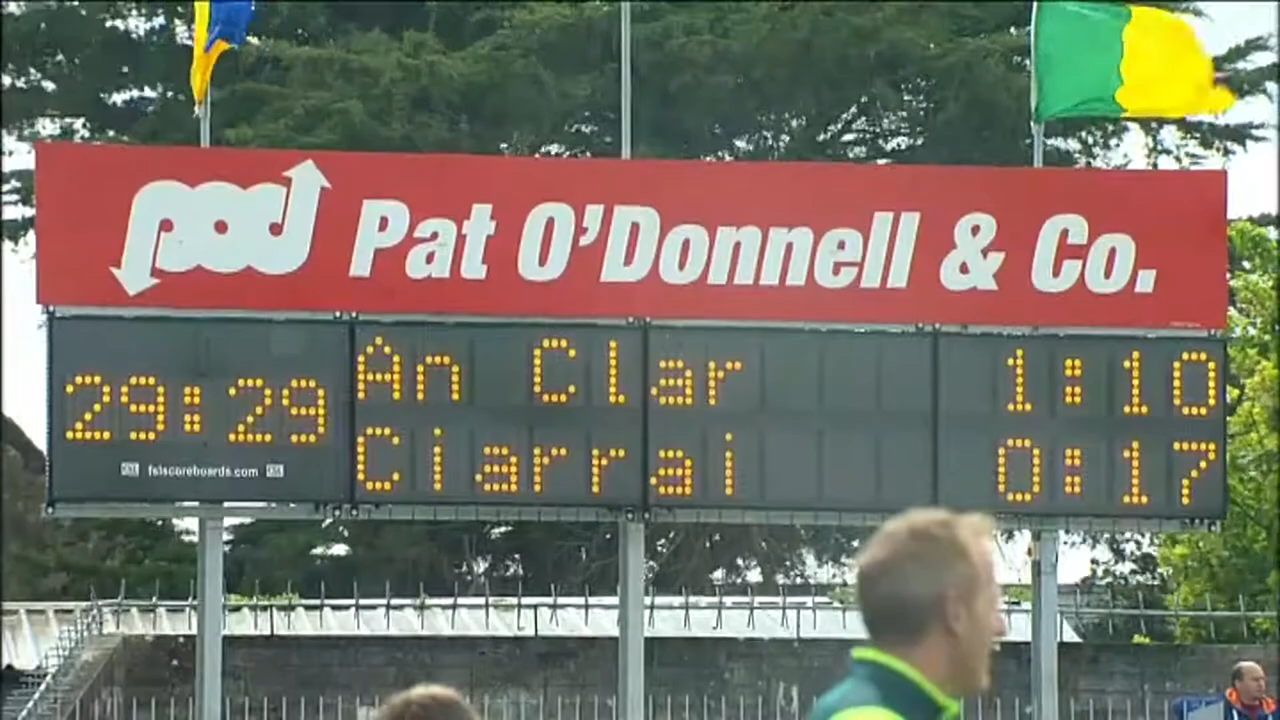 pod Pat O'Donnell & Co.
29:29
An Clar 1:10
Ciarrai 0:17
fslscoreboards.com